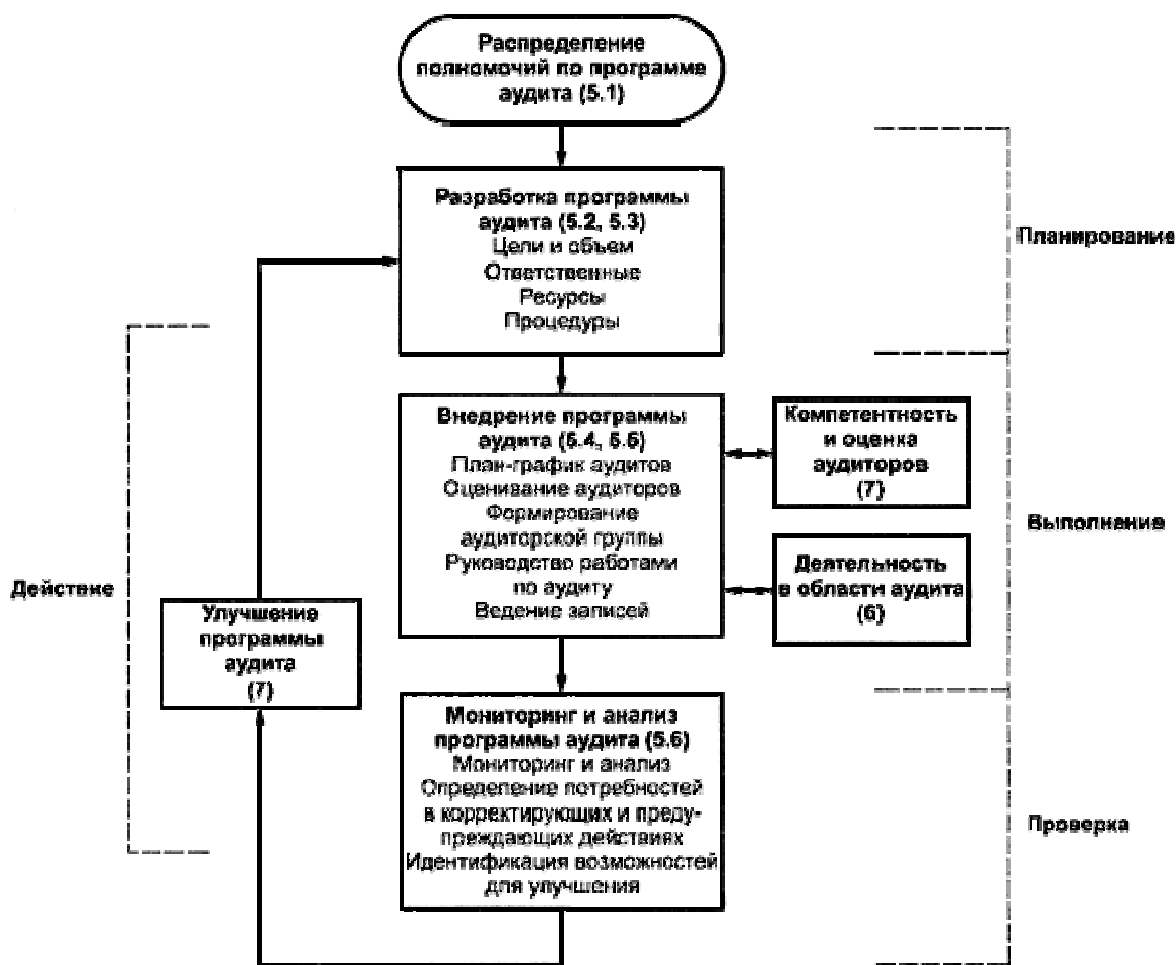 Распределение
полномочий по программе
аудита (5.1)
Разработка программы
аудита (5.2, 5.3)
Цели и объем
Ответственные
Ресурсы
Процедуры
Планирование
Внедрение программы
аудита (5.4, 5.5)
План-график аудитов
Оценивание аудиторов
Формирование
аудиторской группы
Руководство работами
по аудиту
Ведение записей
Компетентность
и оценка
аудиторов
(7)
Деятельность
в области аудита
(6)
Выполнение
Действие
Улучшение
программы
аудита
(7)
Мониторинг и анализ
программы аудита (5.6)
Мониторинг и анализ
Определение потребностей
в корректирующих и преду-
преждающих действиях
Идентификация возможностей
для улучшения
Проверка